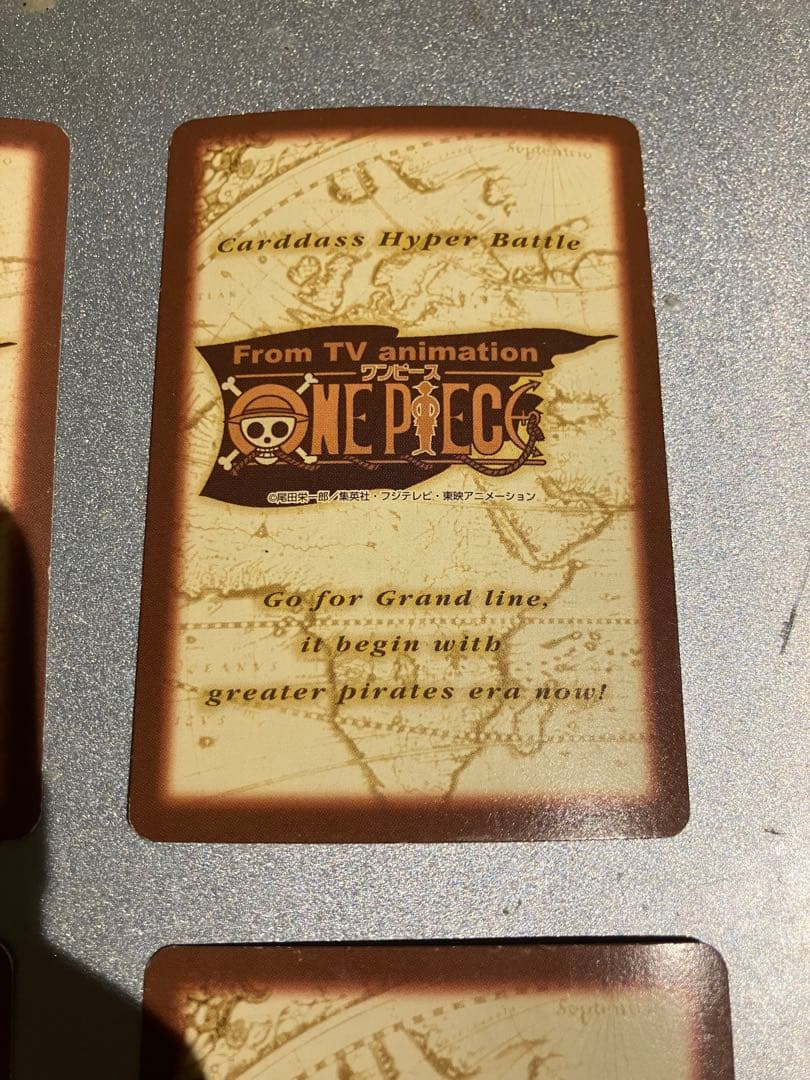 Septentrio
Carddass Hyper Battle
From TV animation
ワンピース
ONE PIECE
©尾田栄一郎／集英社・フジテレビ・東映アニメーション
Go for Grand line,
it begin with
greater pirates era now!
Septentrio